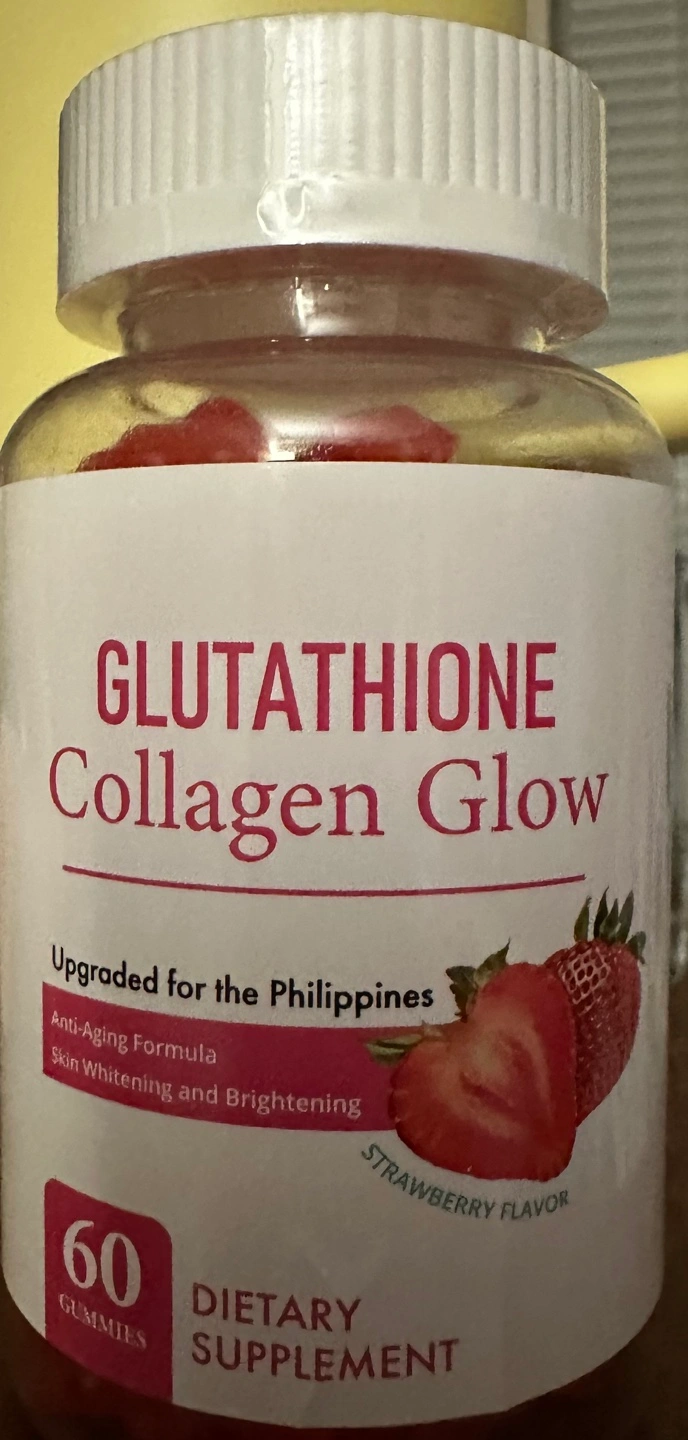 GLUTATHIONE
Collagen Glow
Upgraded for the Philippines
Anti-Aging Formula
Skin Whitening and Brightening
STRAWBERRY FLAVOR
60
GUMMIES
DIETARY
SUPPLEMENT